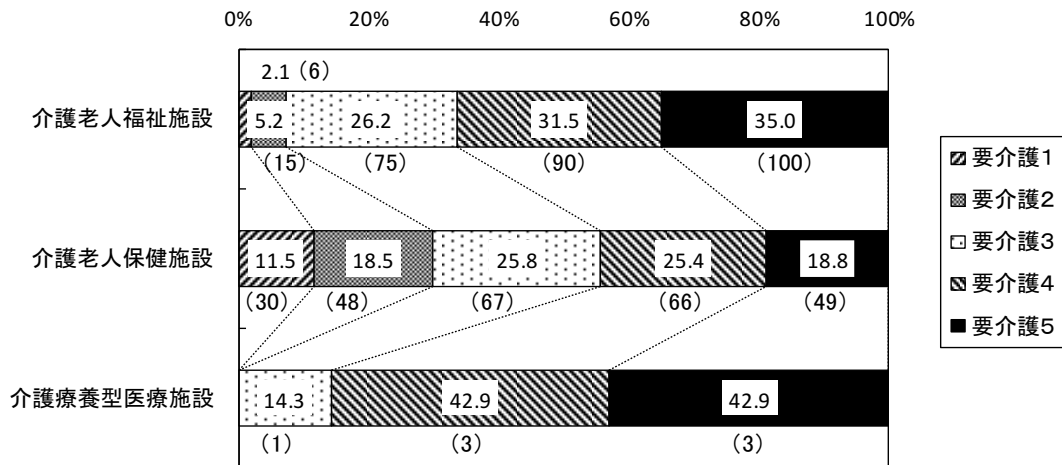 0% 20% 40% 60% 80% 100%
2.1（6）
介護老人福祉施設 5.2 26.2 31.5 35.0
（15） （75） （90） （100）
介護老人保健施設 11.5 18.5 25.8 25.4 18.8
（30） （48） （67） （66） （49）
介護療養型医療施設 14.3 42.9 42.9
（1） （3） （3）
要介護1
要介護2
要介護3
要介護4
要介護5